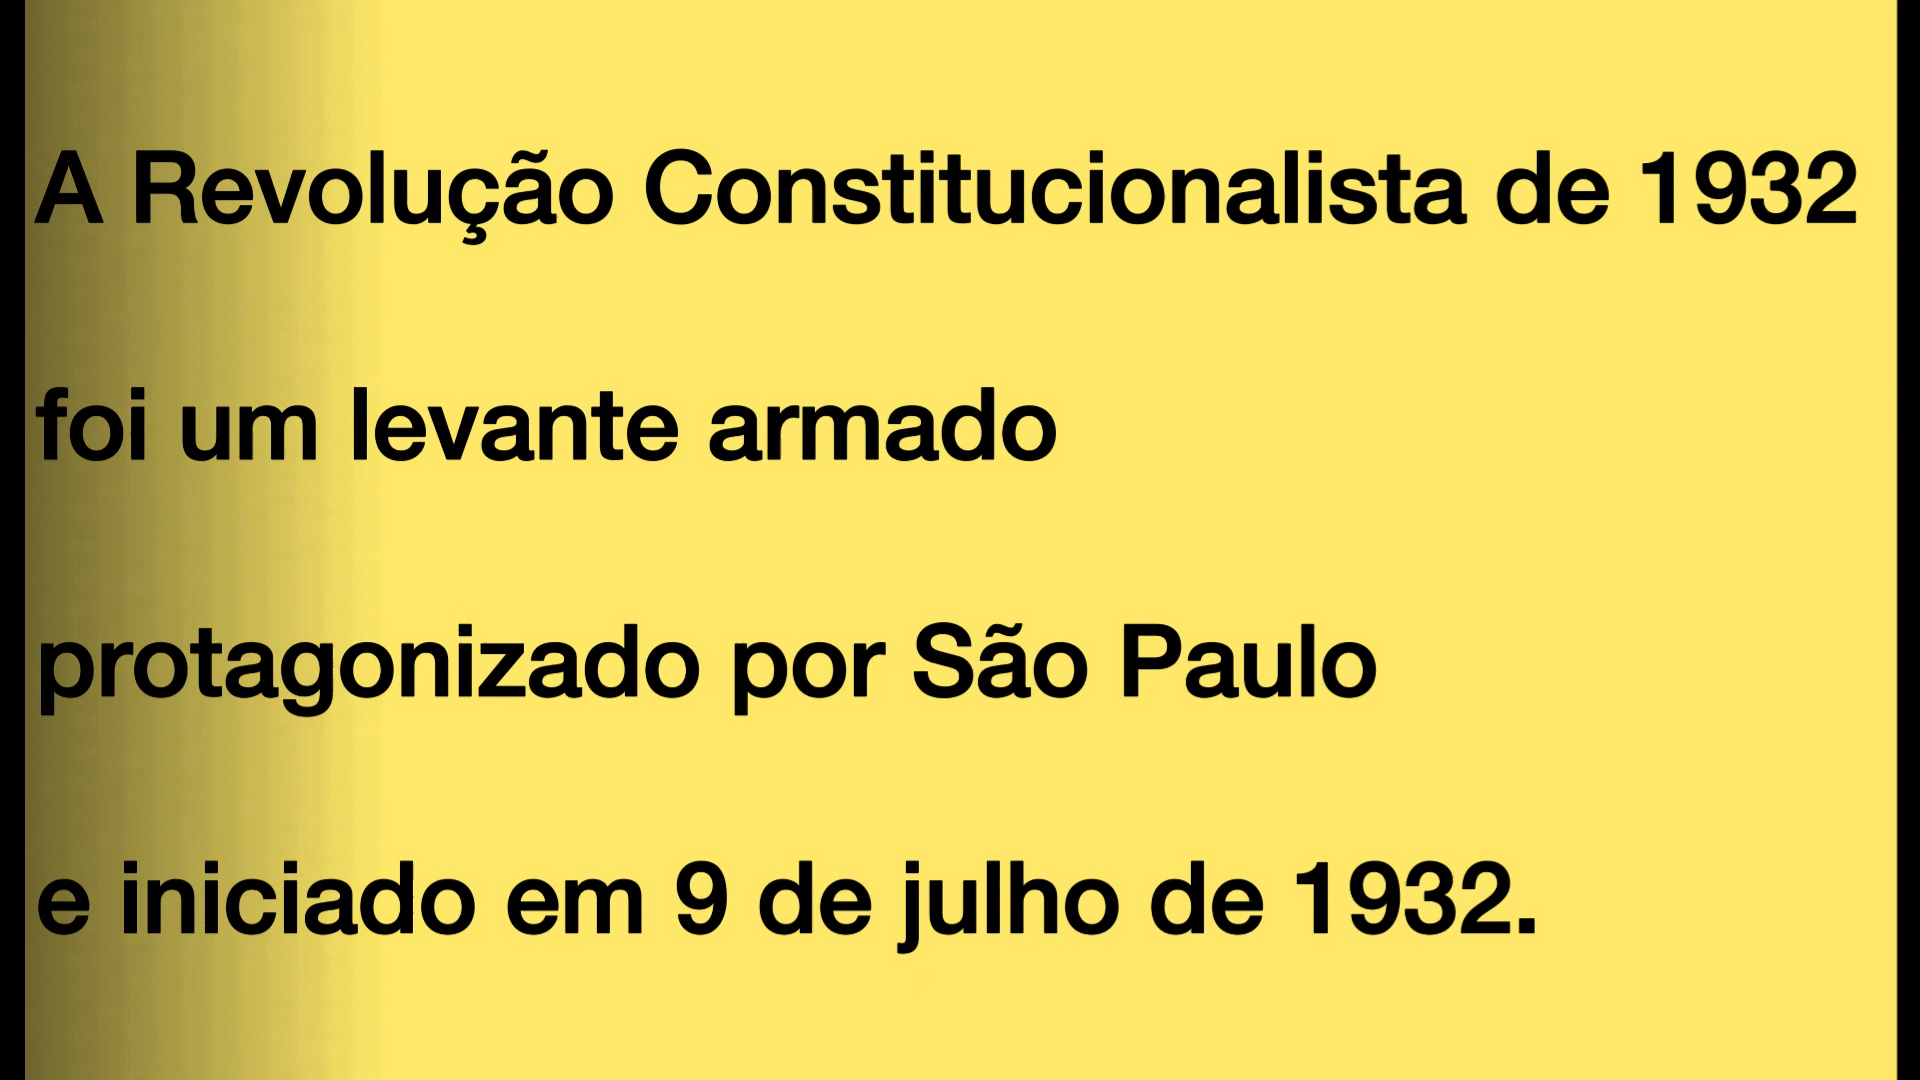 A Revolução Constitucionalista de 1932
foi um levante armado
protagonizado por São Paulo
e iniciado em 9 de julho de 1932.